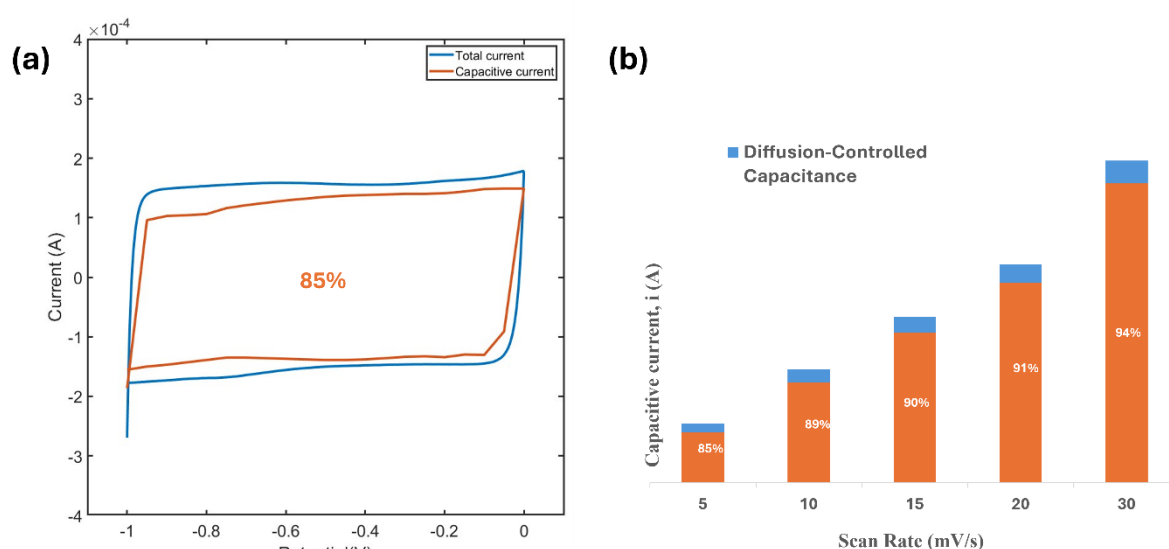 (a)
×10⁻⁴
4
3
2
1
0
-1
-2
-3
-4
Current (A)
Total current
Capacitive current
85%
-1 -0.8 -0.6 -0.4 -0.2 0
(b)
Diffusion-Controlled
Capacitance
Capacitive current, i (A)
85%
89%
90%
91%
94%
5 10 15 20 30
Scan Rate (mV/s)